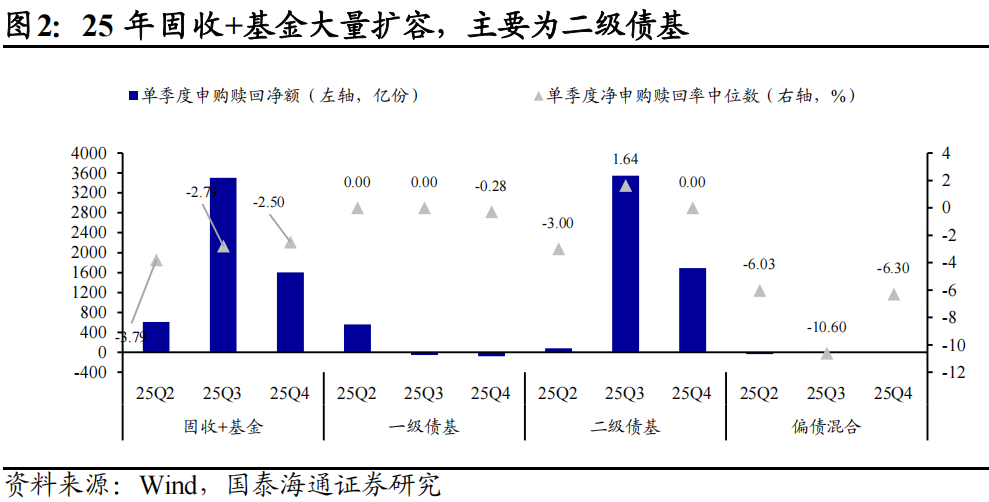 图2：25 年固收+基金大量扩容，主要为二级债基
单季度申购赎回净额（左轴，亿份） 单季度净申购赎回率中位数（右轴，%）
4000 4
3600
3200 2
2800
2400 0
2000 -2
1600 -4
1200 -6
800
400 -8
0 -10
-400 -12
-3.79 -2.79 -2.50 0.00 0.00 -0.28 -3.00 1.64 0.00 -6.03 -10.60 -6.30
25Q2 25Q3 25Q4 25Q2 25Q3 25Q4 25Q2 25Q3 25Q4 25Q2 25Q3 25Q4
固收+基金 一级债基 二级债基 偏债混合
资料来源：Wind，国泰海通证券研究